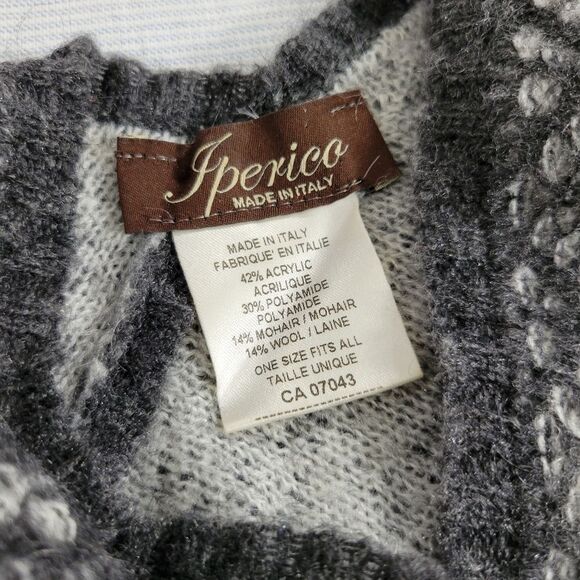 Iperico
MADE IN ITALY
MADE IN ITALY
FABRIQUE' EN ITALIE
42% ACRYLIC
ACRILIQUE
30% POLYAMIDE
POLYAMIDE
14% MOHAIR / MOHAIR
14% WOOL / LAINE
ONE SIZE FITS ALL
TAILLE UNIQUE
CA 07043